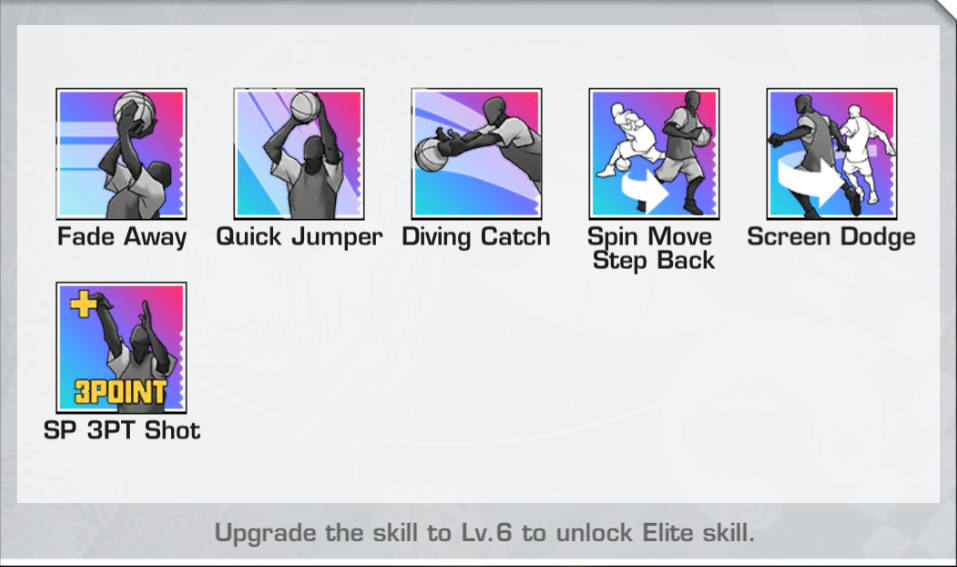 Fade Away
Quick Jumper
Diving Catch
Spin Move
Step Back
Screen Dodge
+
3POINT
SP 3PT Shot
Upgrade the skill to Lv.6 to unlock Elite skill.